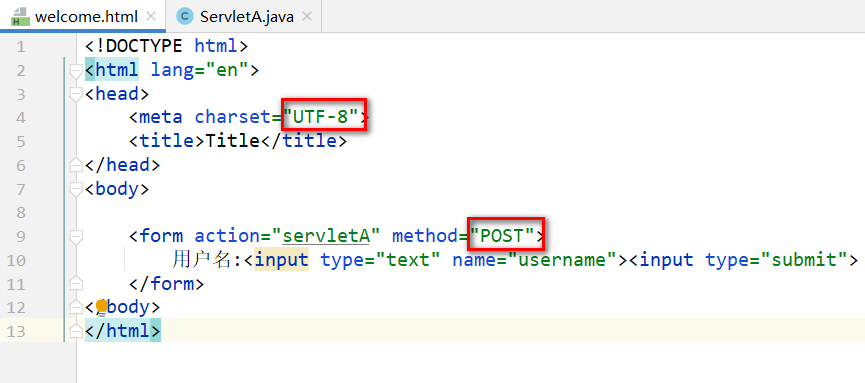 welcome.html × ServletA.java ×
1 <!DOCTYPE html>
2 <html lang="en">
3 <head>
4 <meta charset="UTF-8">
5 <title>Title</title>
6 </head>
7 <body>
8
9 <form action="servletA" method="POST">
10 用户名:<input type="text" name="username"><input type="submit">
11 </form>
12 </body>
13 </html>